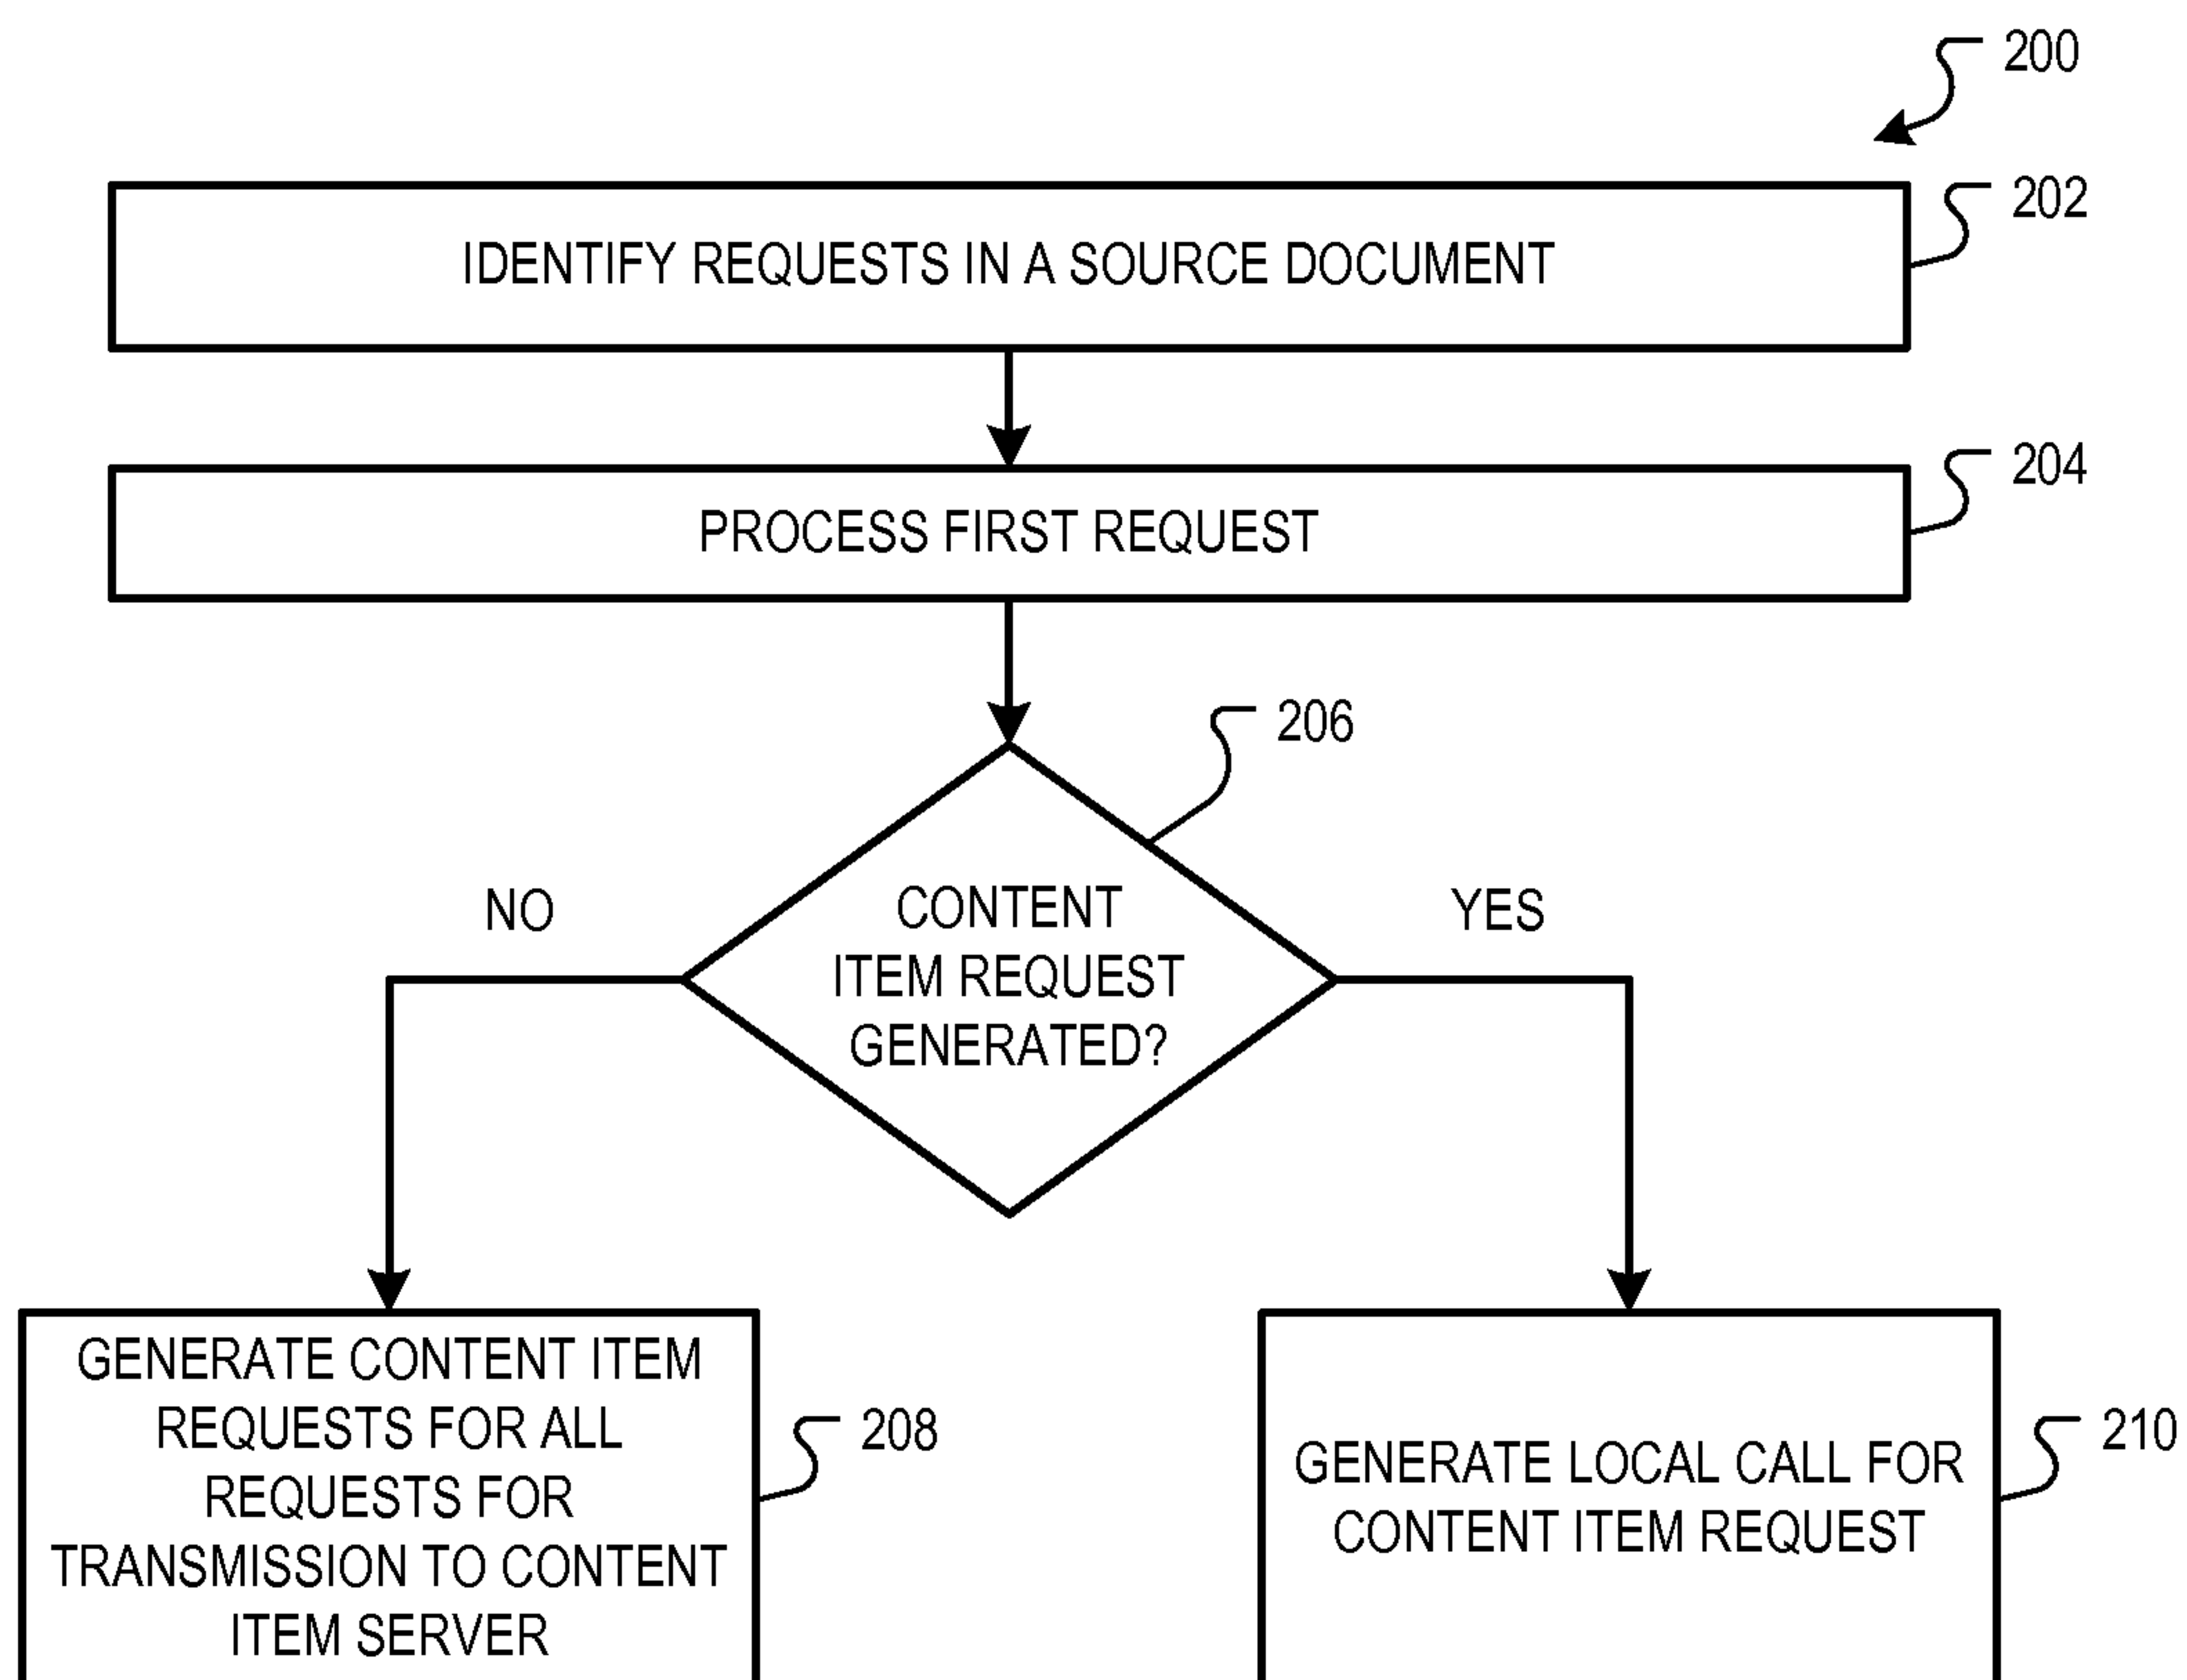 200
202
IDENTIFY REQUESTS IN A SOURCE DOCUMENT
204
PROCESS FIRST REQUEST
206
NO
YES
CONTENT
ITEM REQUEST
GENERATED?
GENERATE CONTENT ITEM
REQUESTS FOR ALL
REQUESTS FOR
TRANSMISSION TO CONTENT
ITEM SERVER
208
GENERATE LOCAL CALL FOR
CONTENT ITEM REQUEST
210